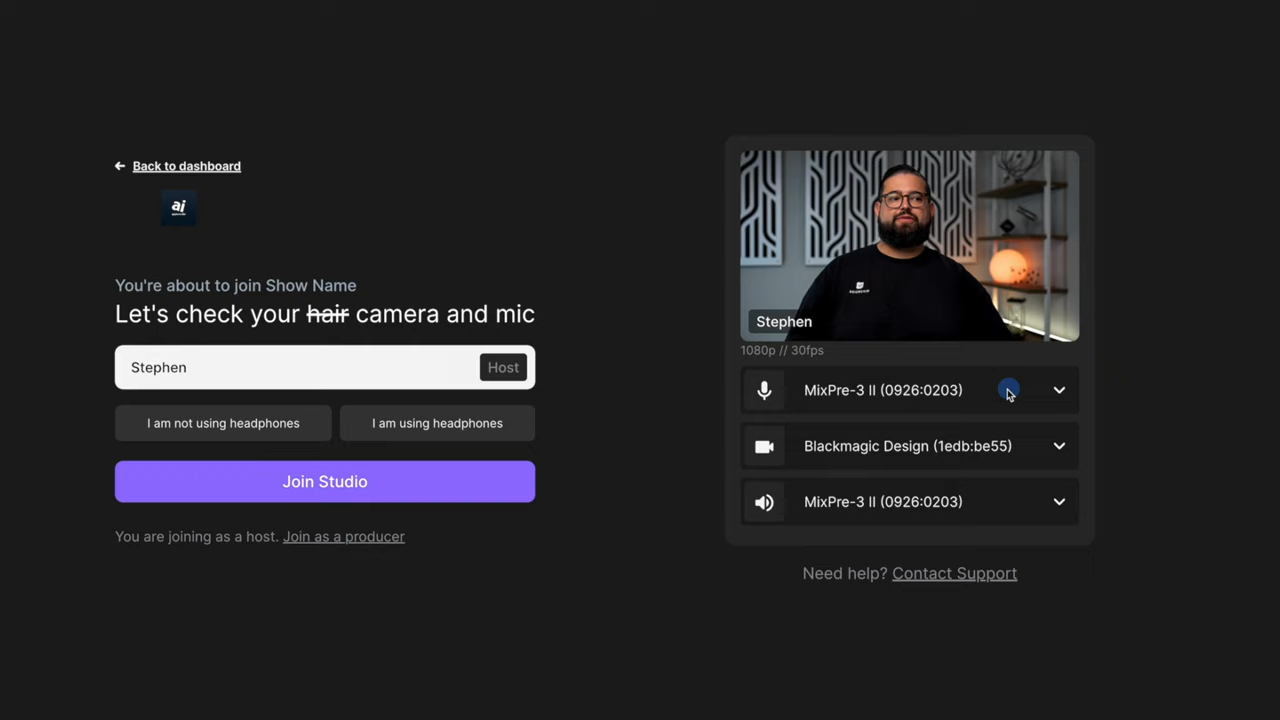 Back to dashboard
ai
You're about to join Show Name
Let's check your hair camera and mic
Stephen
Host
I am not using headphones
I am using headphones
Join Studio
You are joining as a host. Join as a producer
Stephen
1080p // 30fps
MixPre-3 II (0926:0203)
Blackmagic Design (1edb:be55)
MixPre-3 II (0926:0203)
Need help? Contact Support